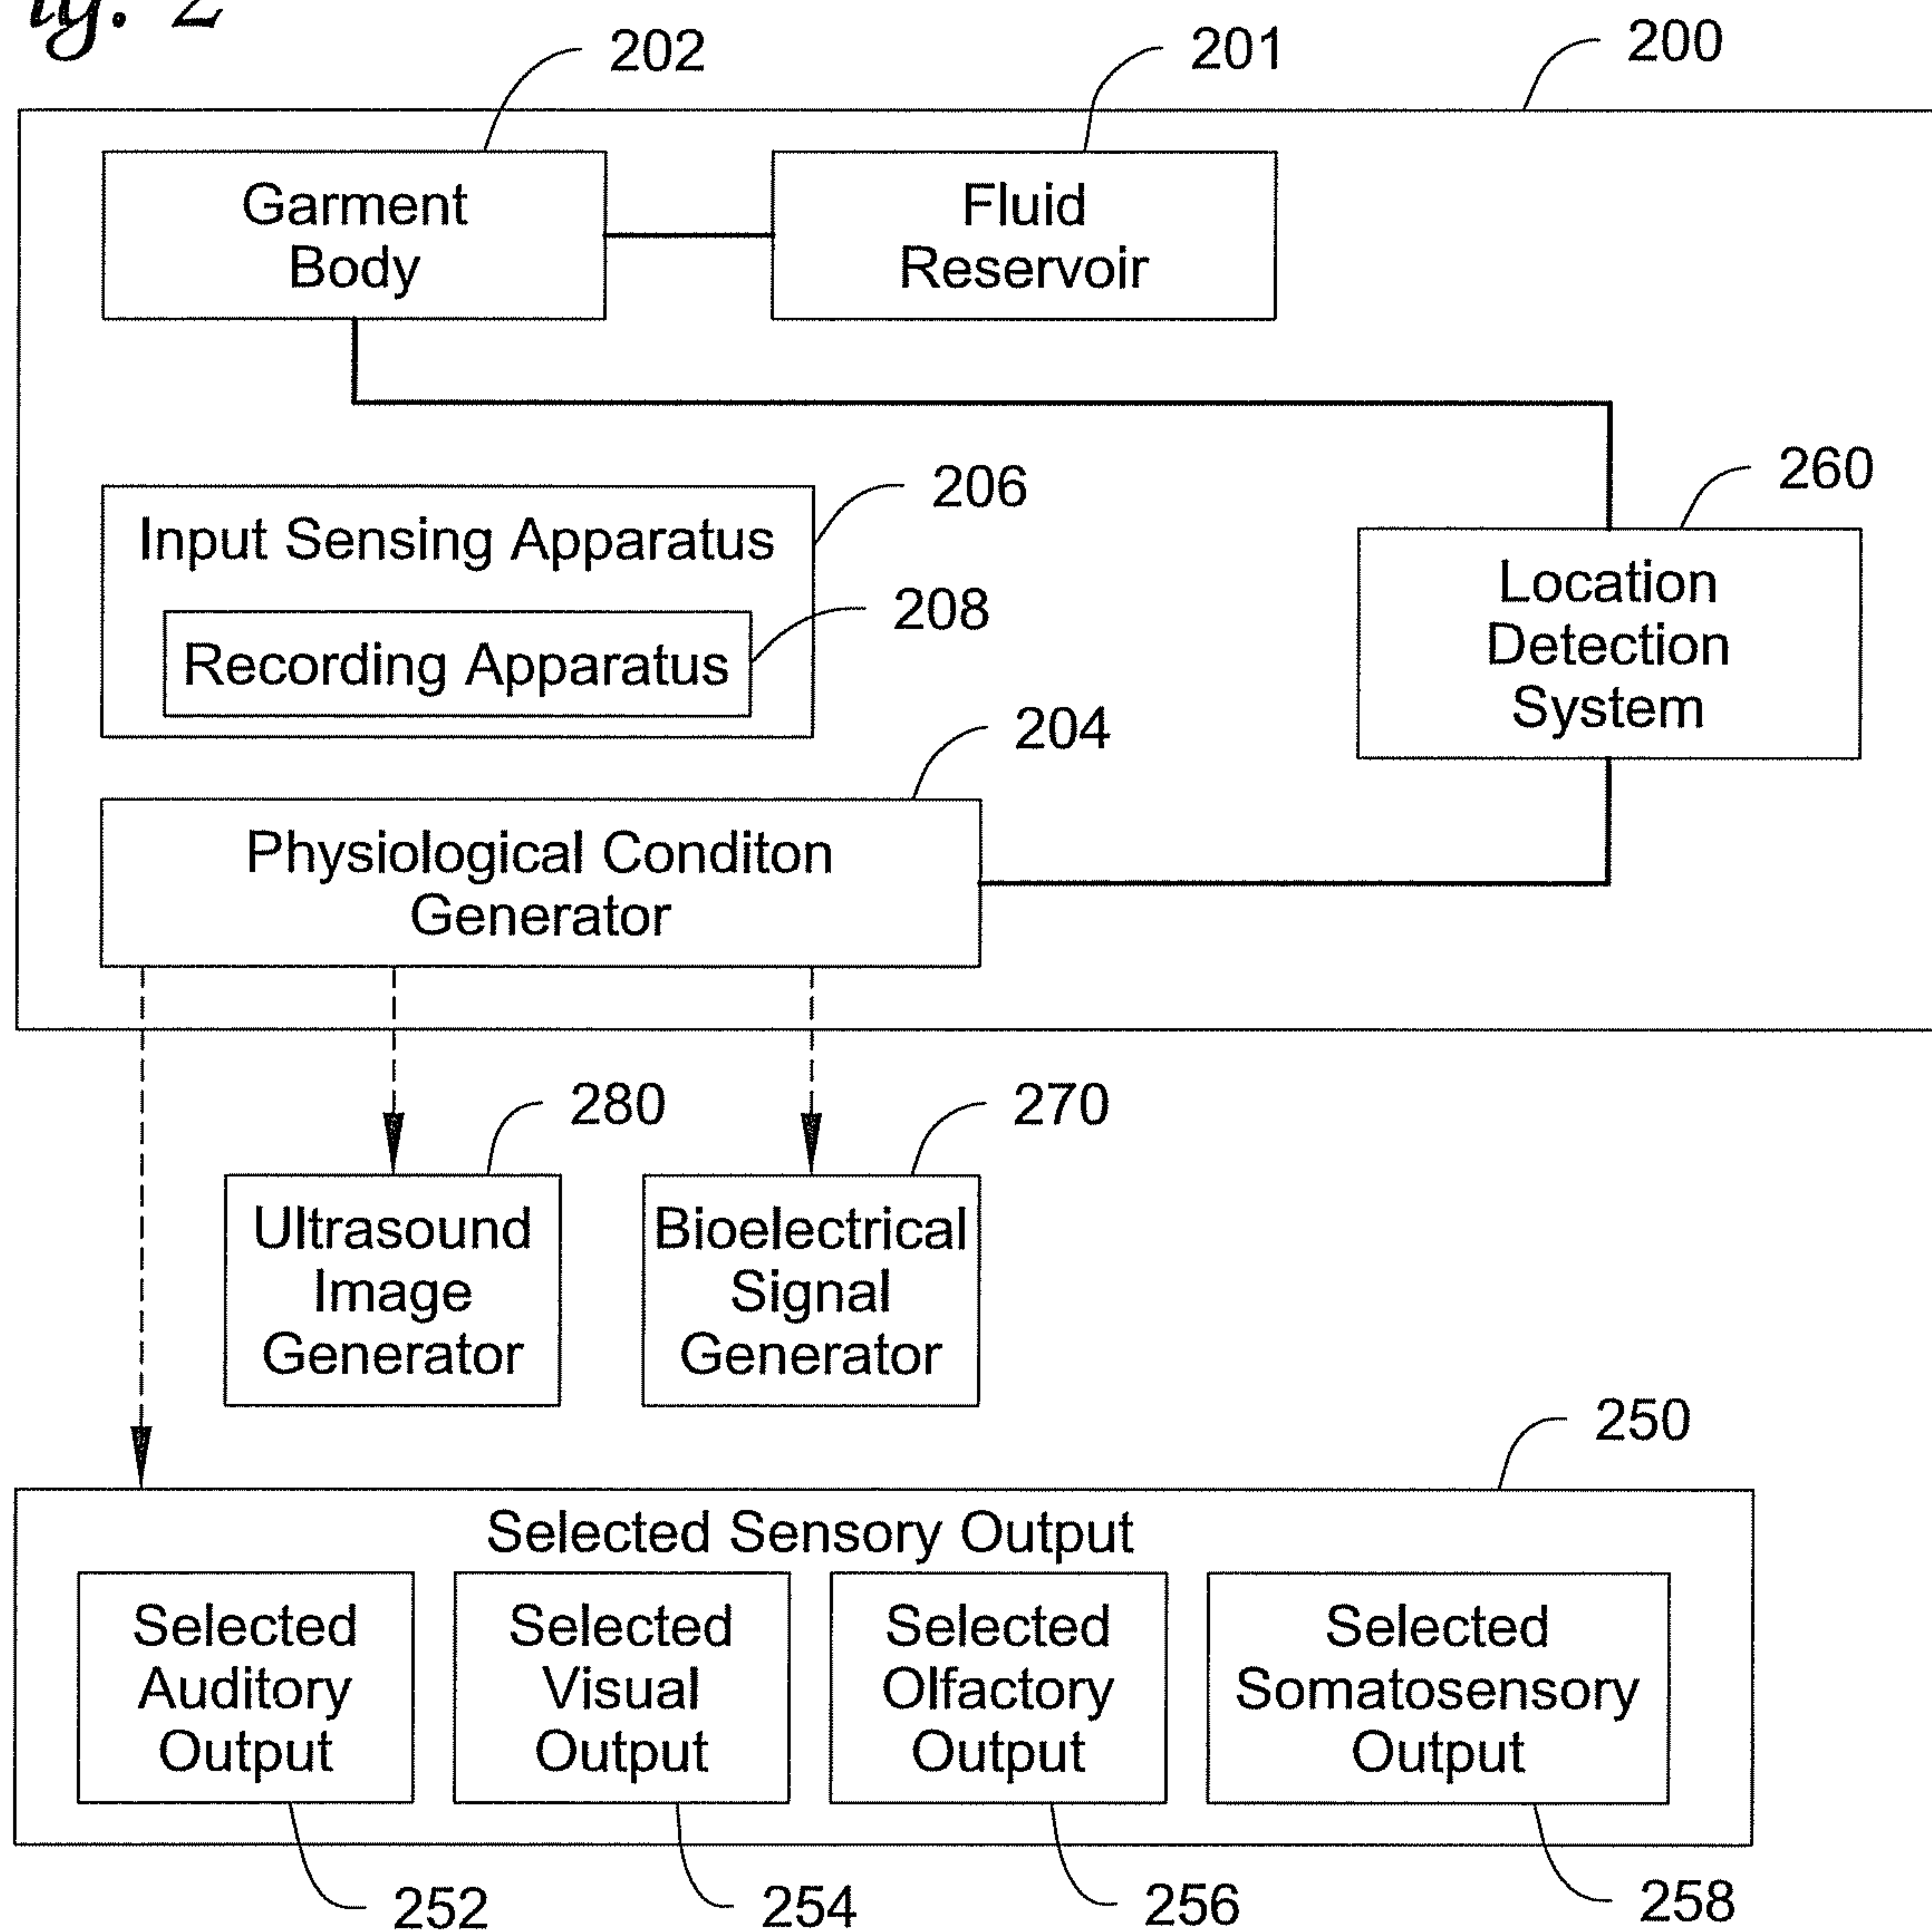 ig. 2
202
201
200
Garment
Body
Fluid
Reservoir
206
260
Input Sensing Apparatus
208
Recording Apparatus
Location
Detection
System
204
Physiological Conditon
Generator
280
270
Ultrasound
Image
Generator
Bioelectrical
Signal
Generator
250
Selected Sensory Output
Selected
Auditory
Output
Selected
Visual
Output
Selected
Olfactory
Output
Selected
Somatosensory
Output
252
254
256
258